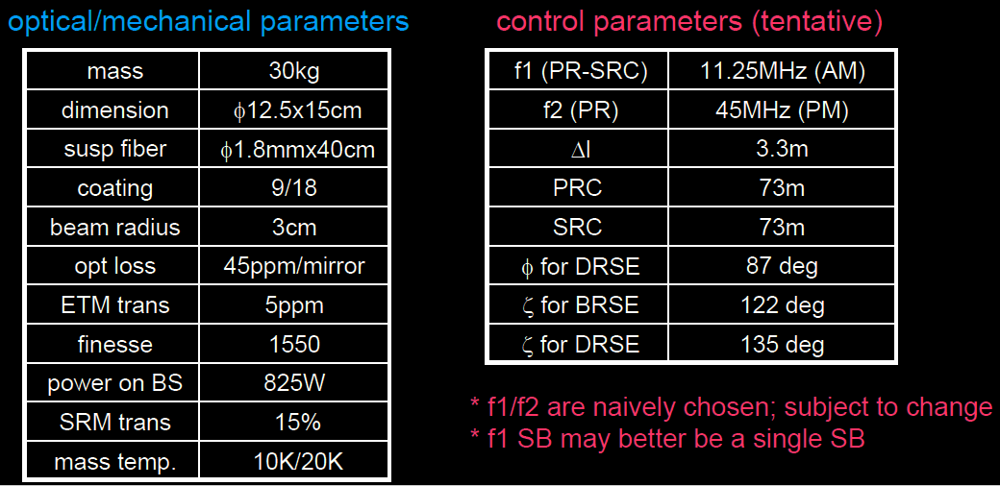 optical/mechanical parameters
mass 30kg
dimension ϕ12.5x15cm
susp fiber ϕ1.8mmx40cm
coating 9/18
beam radius 3cm
opt loss 45ppm/mirror
ETM trans 5ppm
finesse 1550
power on BS 825W
SRM trans 15%
mass temp. 10K/20K
control parameters (tentative)
f1 (PR-SRC) 11.25MHz (AM)
f2 (PR) 45MHz (PM)
Δl 3.3m
PRC 73m
SRC 73m
ϕ for DRSE 87 deg
ζ for BRSE 122 deg
ζ for DRSE 135 deg
* f1/f2 are naively chosen; subject to change
* f1 SB may better be a single SB